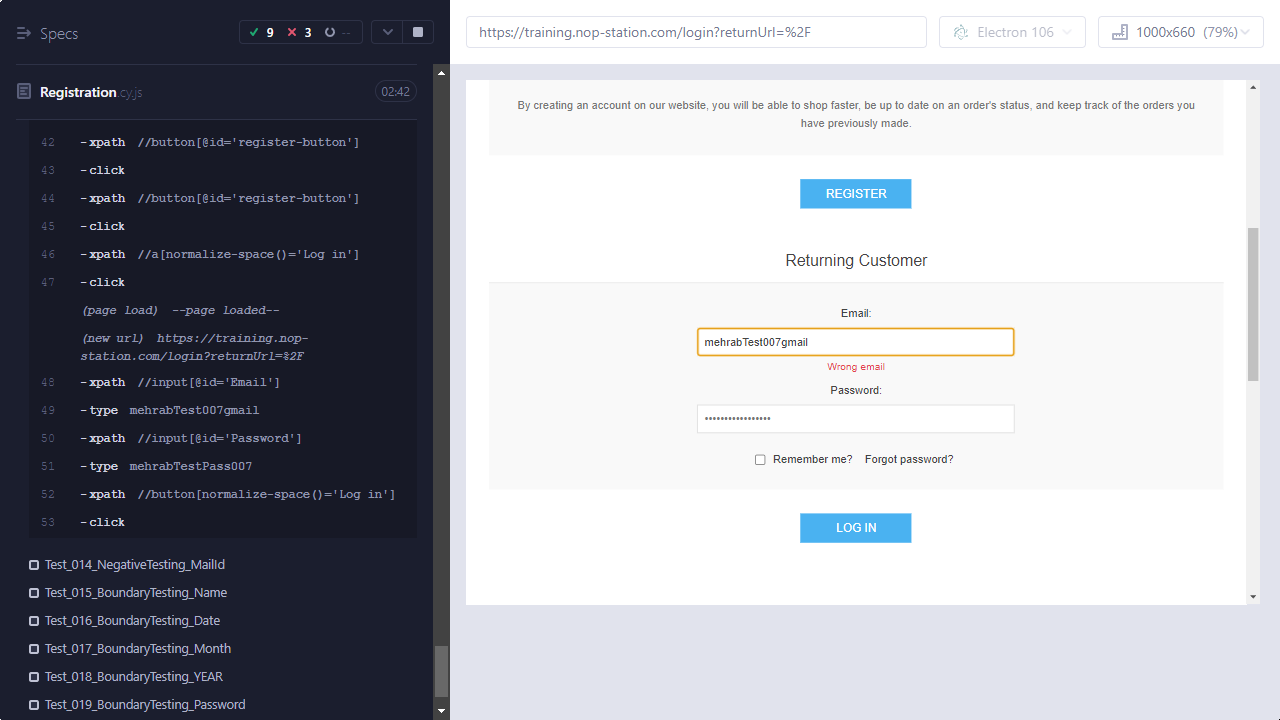 Specs
9 3 --
Registration.cy.js 02:42
42 -xpath //button[@id='register-button']
43 -click
44 -xpath //button[@id='register-button']
45 -click
46 -xpath //a[normalize-space()='Log in']
47 -click
(page load) --page loaded--
(new url) https://training.nop-
station.com/login?returnUrl=%2F
48 -xpath //input[@id='Email']
49 -type mehrabTest007gmail
50 -xpath //input[@id='Password']
51 -type mehrabTestPass007
52 -xpath //button[normalize-space()='Log in']
53 -click
Test_014_NegativeTesting_MailId
Test_015_BoundaryTesting_Name
Test_016_BoundaryTesting_Date
Test_017_BoundaryTesting_Month
Test_018_BoundaryTesting_YEAR
Test_019_BoundaryTesting_Password
https://training.nop-station.com/login?returnUrl=%2F
Electron 106
1000x660 (79%)
By creating an account on our website, you will be able to shop faster, be up to date on an order's status, and keep track of the orders you
have previously made.
REGISTER
Returning Customer
Email:
mehrabTest007gmail
Wrong email
Password:
•••••••••••••••••
Remember me? Forgot password?
LOG IN